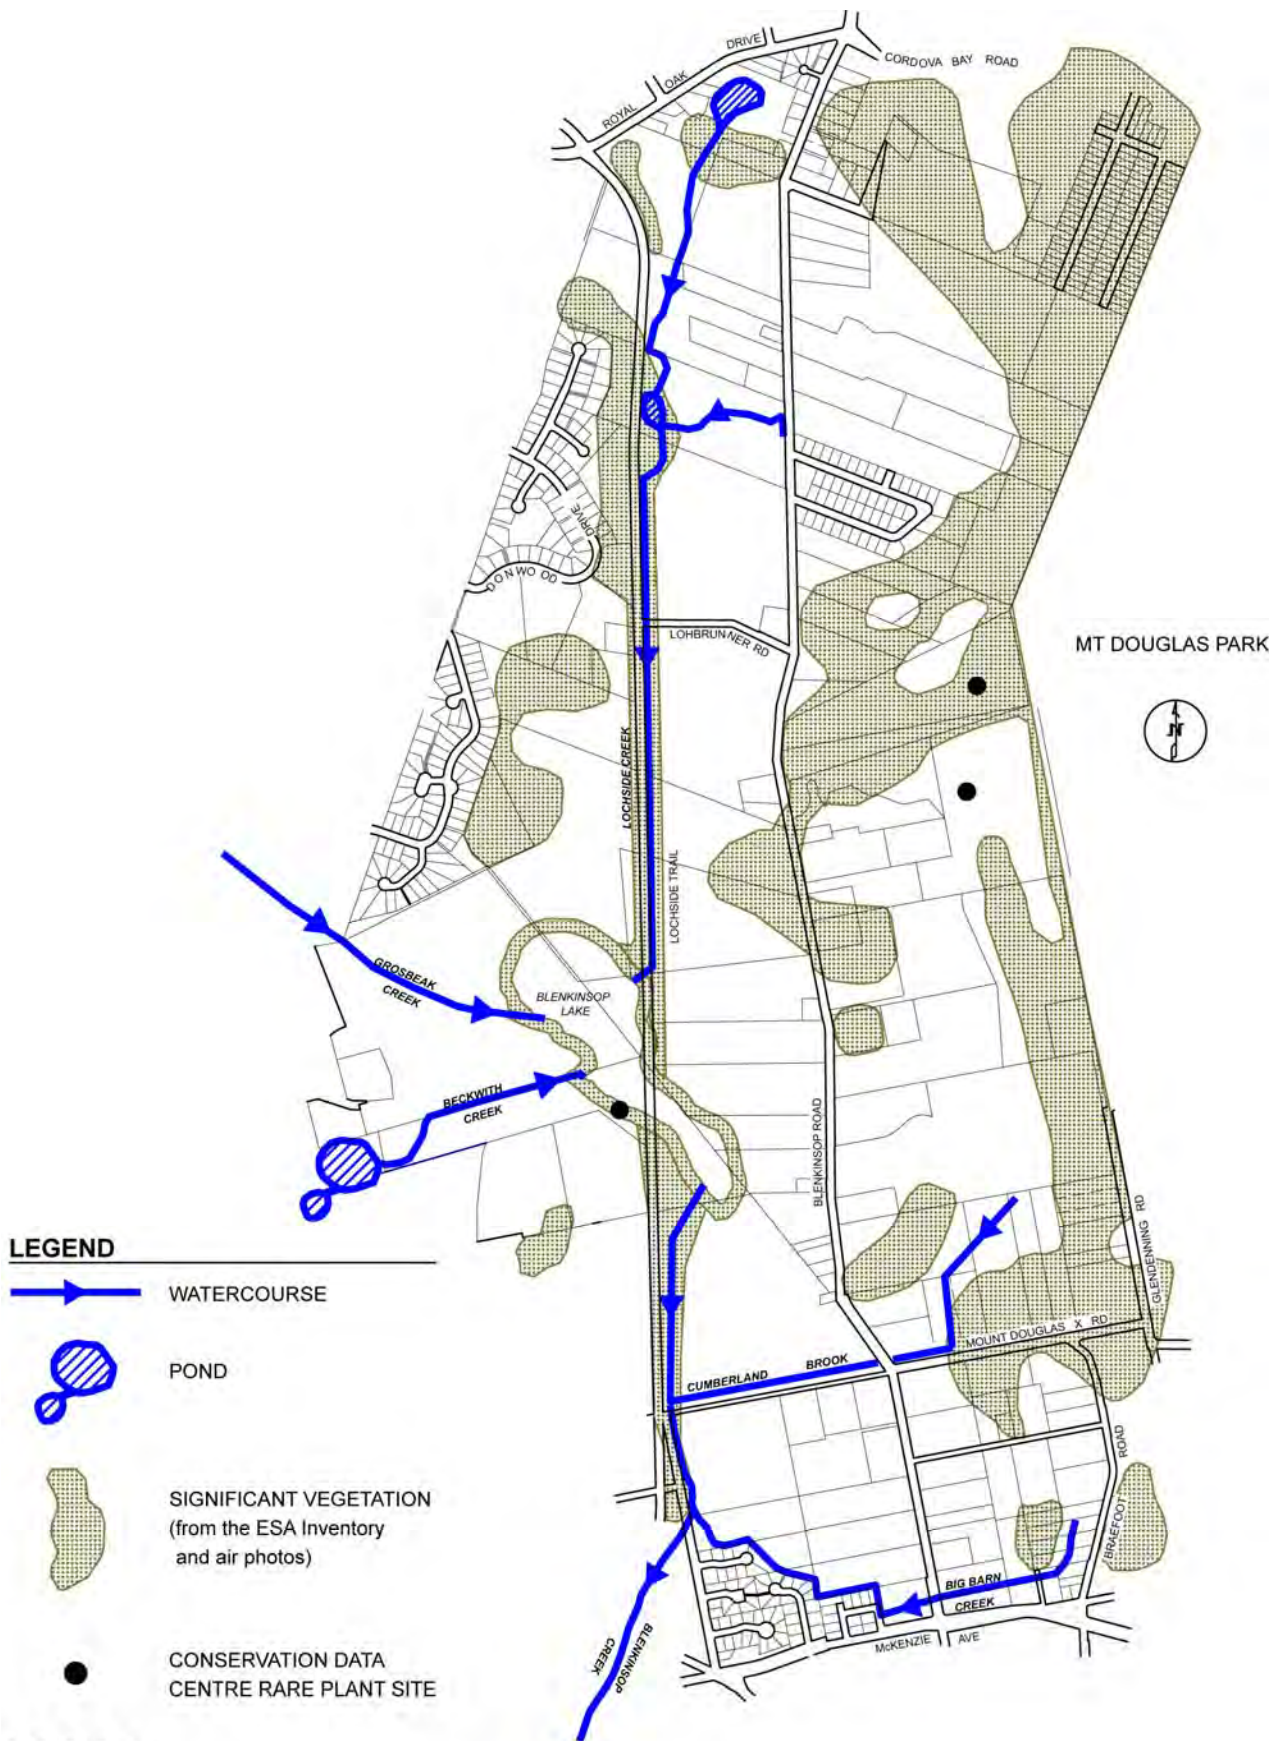 DRIVE
OAK
ROYAL
CORDOVA BAY ROAD
DRIVE
DONWOOD
LOHBRUNNER RD
MT DOUGLAS PARK
N
LOCHSIDE CREEK
LOCHSIDE TRAIL
GROSBEAK
CREEK
BLENKINSOP
LAKE
BECKWITH
CREEK
BLENKINSOP ROAD
GLENDENNING RD
MOUNT DOUGLAS X RD
CUMBERLAND BROOK
BRAEFOOT ROAD
BIG BARN
CREEK
McKENZIE AVE
BLENKINSOP
CREEK
LEGEND
WATERCOURSE
POND
SIGNIFICANT VEGETATION
(from the ESA Inventory
and air photos)
CONSERVATION DATA
CENTRE RARE PLANT SITE